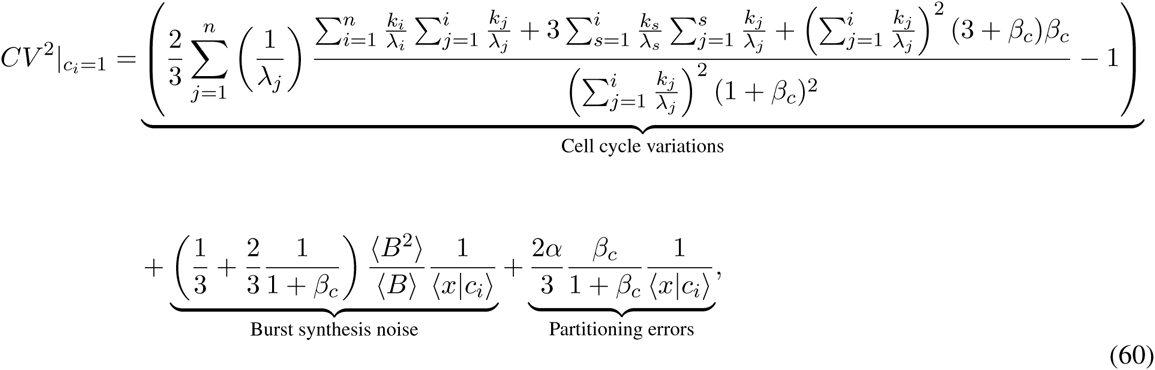 $CV^2|_{c_i=1} = \underbrace{\left( \frac{2}{3} \sum_{j=1}^{n} \left( \frac{1}{\lambda_j} \right) \frac{\sum_{i=1}^{n} \frac{k_i}{\lambda_i} \sum_{j=1}^{i} \frac{k_j}{\lambda_j} + 3 \sum_{s=1}^{i} \frac{k_s}{\lambda_s} \sum_{j=1}^{s} \frac{k_j}{\lambda_j} + \left( \sum_{j=1}^{i} \frac{k_j}{\lambda_j} \right)^2 (3 + \beta_c) \beta_c}{\left( \sum_{j=1}^{i} \frac{k_j}{\lambda_j} \right)^2 (1 + \beta_c)^2} - 1 \right)}_{\text{Cell cycle variations}}$
$+ \underbrace{\left( \frac{1}{3} + \frac{2}{3} \frac{1}{1 + \beta_c} \right) \frac{\langle B^2 \rangle}{\langle B \rangle} \frac{1}{\langle x | c_i \rangle}}_{\text{Burst synthesis noise}} + \underbrace{\frac{2\alpha}{3} \frac{\beta_c}{1 + \beta_c} \frac{1}{\langle x | c_i \rangle}}_{\text{Partitioning errors}},$
(60)